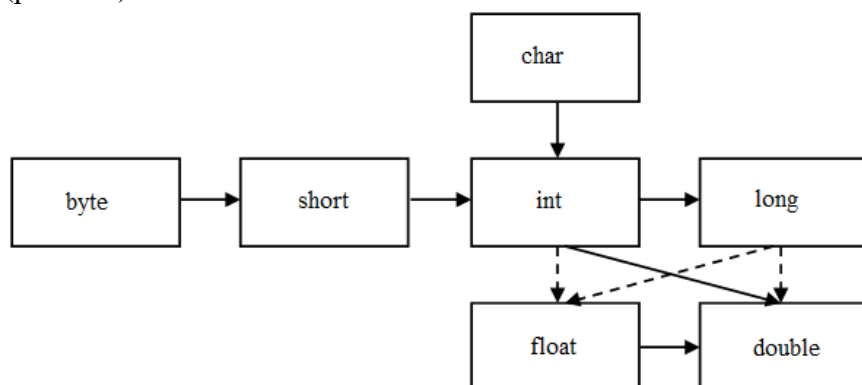 char
byte
short
int
long
float
double